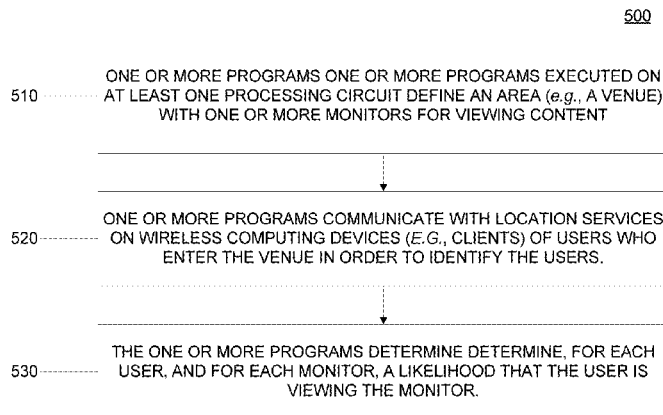 500
510
ONE OR MORE PROGRAMS ONE OR MORE PROGRAMS EXECUTED ON
AT LEAST ONE PROCESSING CIRCUIT DEFINE AN AREA (e.g., A VENUE)
WITH ONE OR MORE MONITORS FOR VIEWING CONTENT
520
ONE OR MORE PROGRAMS COMMUNICATE WITH LOCATION SERVICES
ON WIRELESS COMPUTING DEVICES (E.G., CLIENTS) OF USERS WHO
ENTER THE VENUE IN ORDER TO IDENTIFY THE USERS.
530
THE ONE OR MORE PROGRAMS DETERMINE DETERMINE, FOR EACH
USER, AND FOR EACH MONITOR, A LIKELIHOOD THAT THE USER IS
VIEWING THE MONITOR.